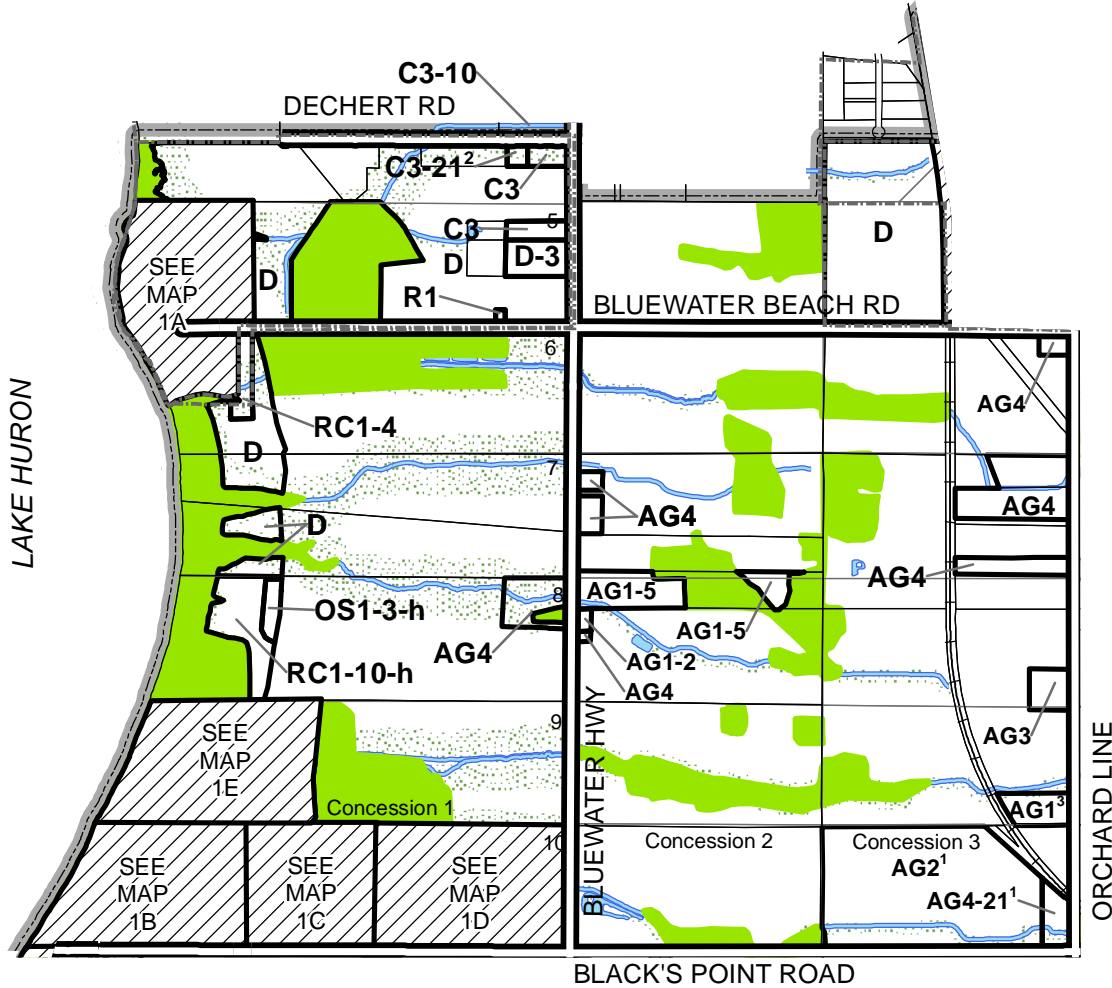 C3-10
DECHERT RD
C3-21²
C3
5
C3
D-3
D
D
D
SEE
MAP
1A
R1
BLUEWATER BEACH RD
6
AG4
LAKE HURON
RC1-4
D
7
AG4
AG4
D
AG4
8
AG1-5
OS1-3-h
AG1-5
AG4
AG1-2
RC1-10-h
AG4
BLUEWATER HWY
9
AG3
SEE
MAP
1E
ORCHARD LINE
Concession 1
AG1³
10
Concession 2
Concession 3
AG2¹
AG4-21¹
SEE
MAP
1B
SEE
MAP
1C
SEE
MAP
1D
BLACK'S POINT ROAD